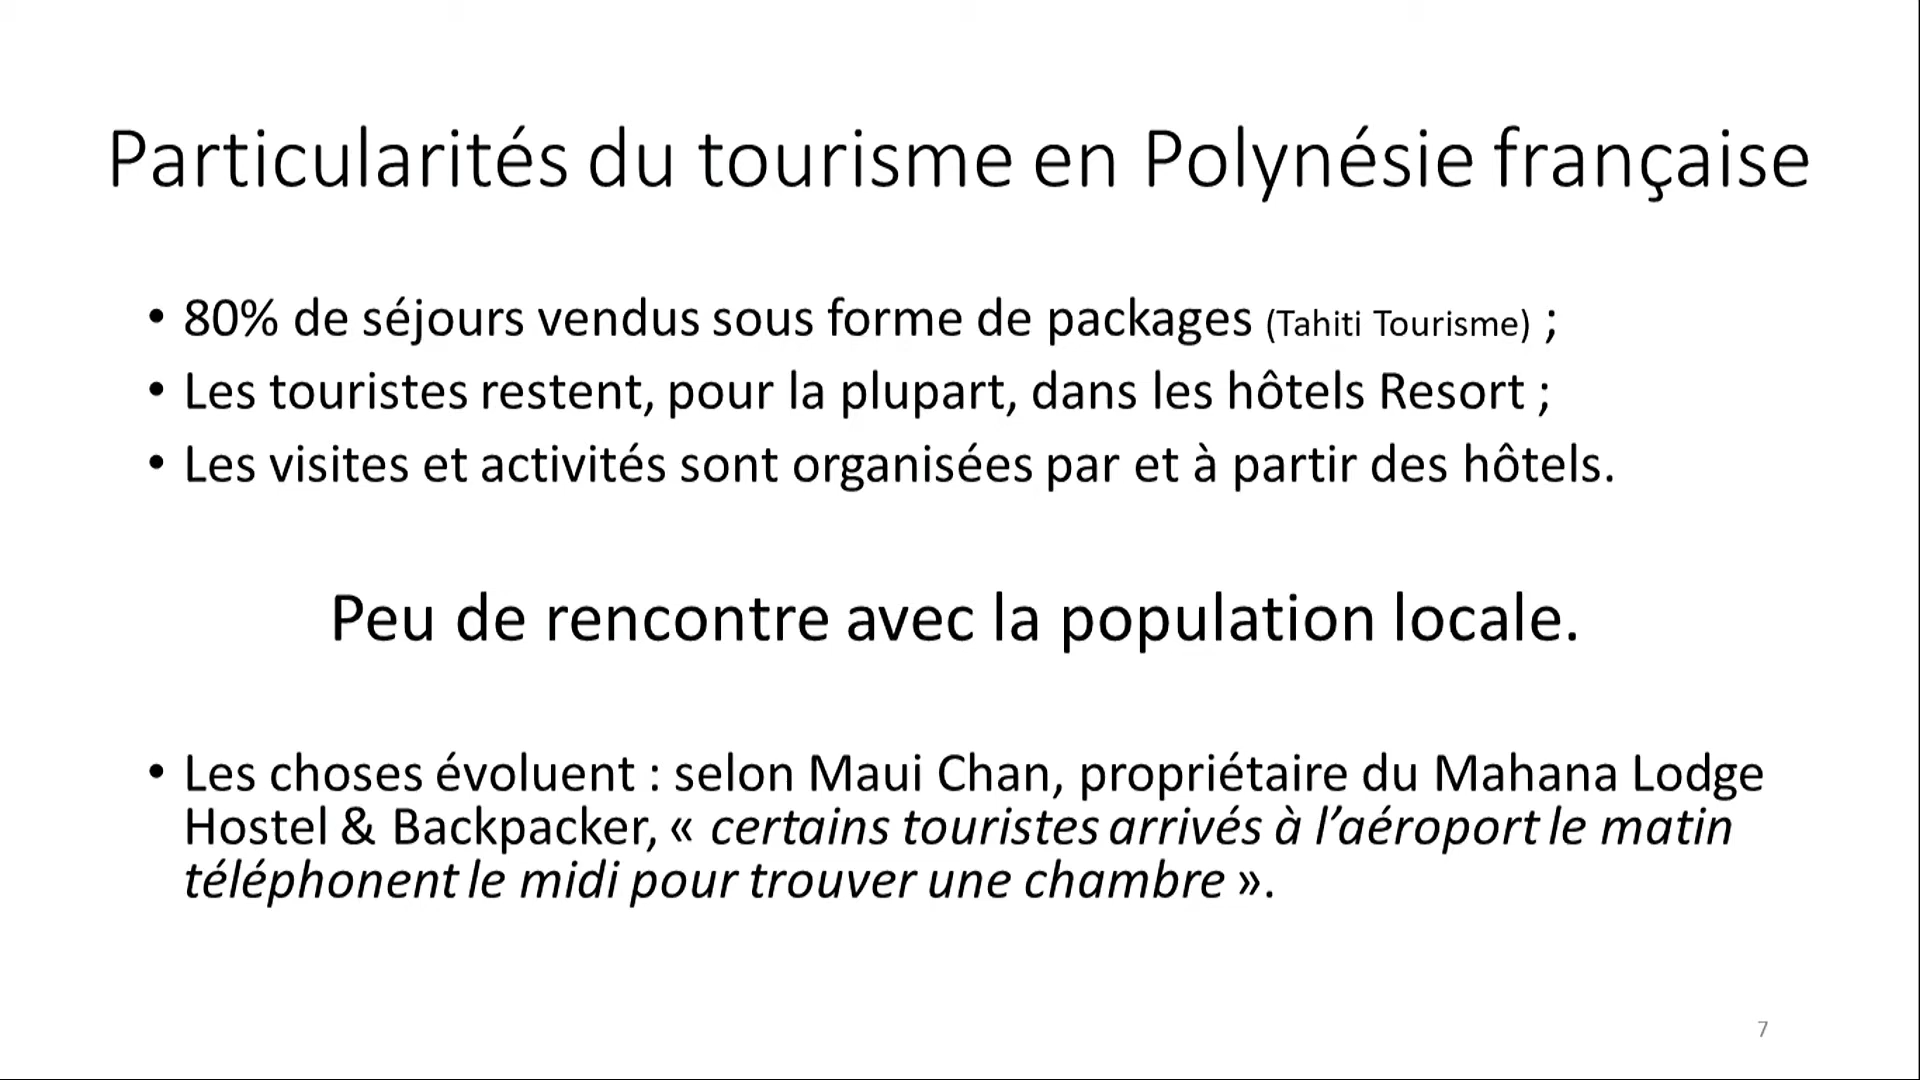 Particularités du tourisme en Polynésie française
• 80% de séjours vendus sous forme de packages (Tahiti Tourisme) ;
• Les touristes restent, pour la plupart, dans les hôtels Resort ;
• Les visites et activités sont organisées par et à partir des hôtels.
Peu de rencontre avec la population locale.
• Les choses évoluent : selon Maui Chan, propriétaire du Mahana Lodge
Hostel & Backpacker, « certains touristes arrivés à l’aéroport le matin
téléphonent le midi pour trouver une chambre ».
7